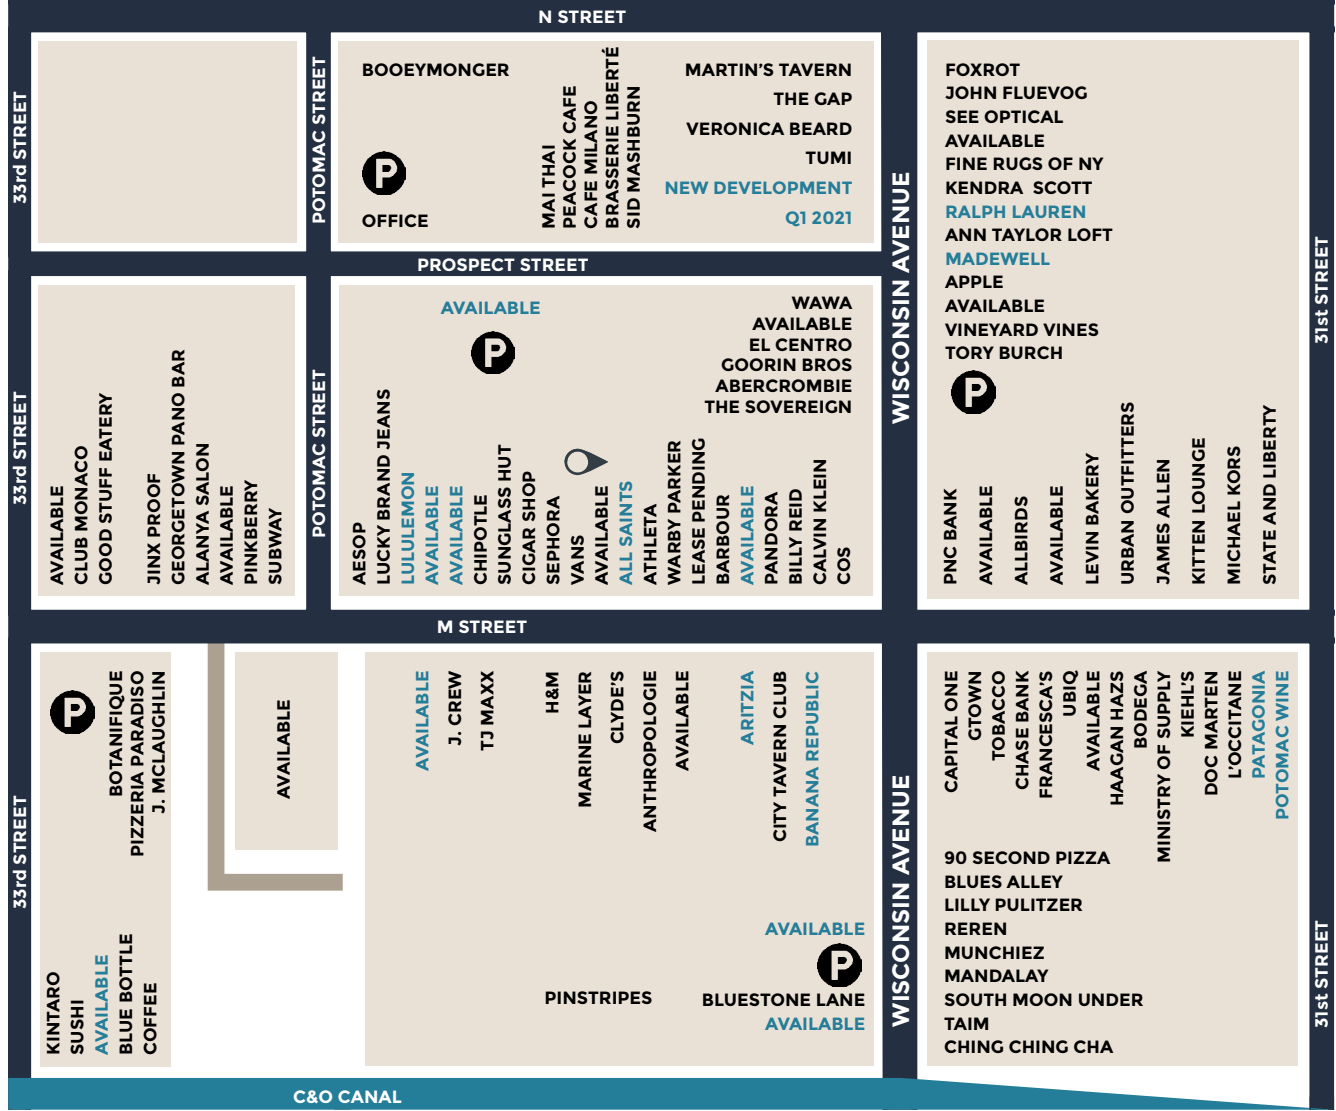 N STREET
33rd STREET
POTOMAC STREET
BOOEYMONGER
P
OFFICE
MAI THAI
PEACOCK CAFE
CAFE MILANO
BRASSERIE LIBERTÉ
SID MASHBURN
MARTIN'S TAVERN
THE GAP
VERONICA BEARD
TUMI
NEW DEVELOPMENT
Q1 2021
WISCONSIN AVENUE
FOXROT
JOHN FLUEVOG
SEE OPTICAL
AVAILABLE
FINE RUGS OF NY
KENDRA SCOTT
RALPH LAUREN
ANN TAYLOR LOFT
MADEWELL
APPLE
AVAILABLE
VINEYARD VINES
TORY BURCH
P
PNC BANK
AVAILABLE
ALLBIRDS
AVAILABLE
LEVIN BAKERY
URBAN OUTFITTERS
JAMES ALLEN
KITTEN LOUNGE
MICHAEL KORS
STATE AND LIBERTY
31st STREET
PROSPECT STREET
33rd STREET
AVAILABLE
CLUB MONACO
GOOD STUFF EATERY
JINX PROOF
GEORGETOWN PANO BAR
ALANYA SALON
AVAILABLE
PINKBERRY
SUBWAY
POTOMAC STREET
AVAILABLE
P
WAWA
AVAILABLE
EL CENTRO
GOORIN BROS
ABERCROMBIE
THE SOVEREIGN
AESOP
LUCKY BRAND JEANS
LULULEMON
AVAILABLE
AVAILABLE
CHIPOTLE
SUNGLASS HUT
CIGAR SHOP
SEPHORA
VANS
AVAILABLE
ALL SAINTS
ATHLETA
WARBY PARKER
LEASE PENDING
BARBOUR
AVAILABLE
PANDORA
BILLY REID
CALVIN KLEIN
COS
M STREET
33rd STREET
P
BOTANIFIQUE
PIZZERIA PARADISO
J. MCLAUGHLIN
KINTARO
SUSHI
AVAILABLE
BLUE BOTTLE
COFFEE
AVAILABLE
AVAILABLE
J. CREW
TJ MAXX
H&M
MARINE LAYER
CLYDE'S
ANTHROPOLOGIE
AVAILABLE
ARITZIA
CITY TAVERN CLUB
BANANA REPUBLIC
AVAILABLE
P
PINSTRIPES
BLUESTONE LANE
AVAILABLE
WISCONSIN AVENUE
CAPITAL ONE
GTOWN
TOBACCO
CHASE BANK
FRANCESCA'S
UBIQ
AVAILABLE
HAAGAN HAZS
BODEGA
MINISTRY OF SUPPLY
KIEHL'S
DOC MARTEN
L'OCCITANE
PATAGONIA
POTOMAC WINE
90 SECOND PIZZA
BLUES ALLEY
LILLY PULITZER
REREN
MUNCHIEZ
MANDALAY
SOUTH MOON UNDER
TAIM
CHING CHING CHA
31st STREET
C&O CANAL